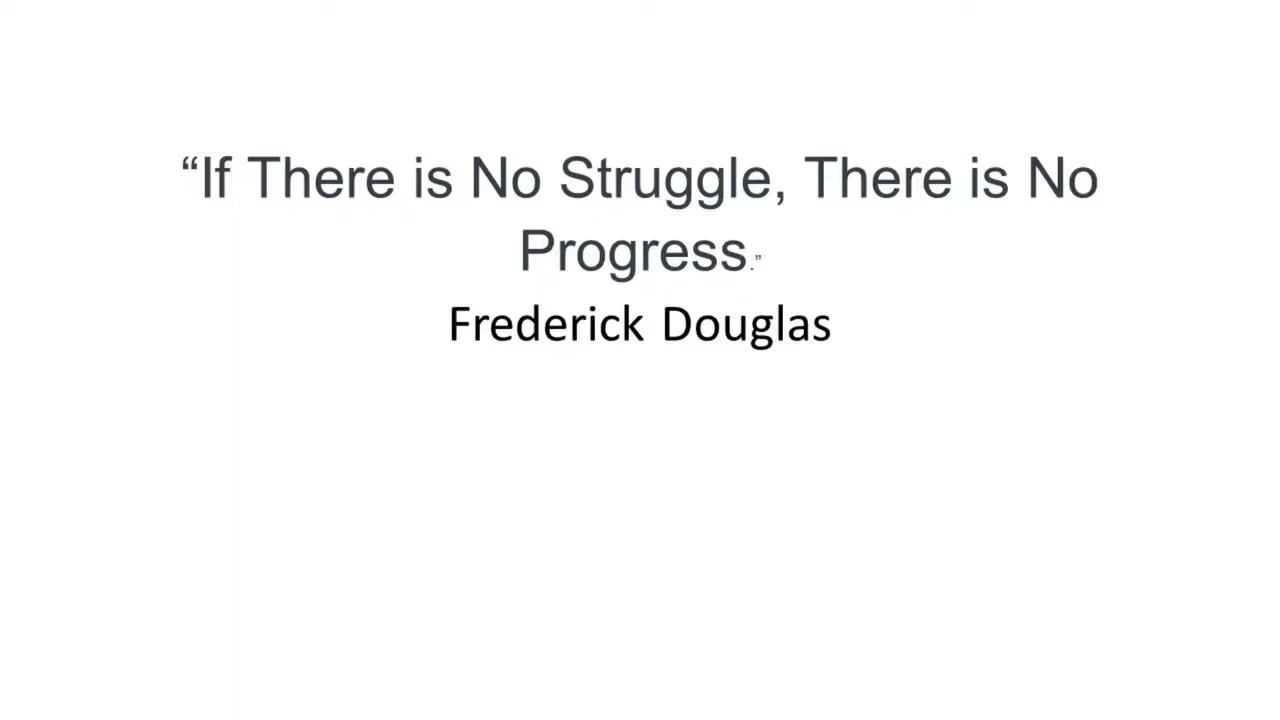 “If There is No Struggle, There is No
Progress.”
Frederick Douglas